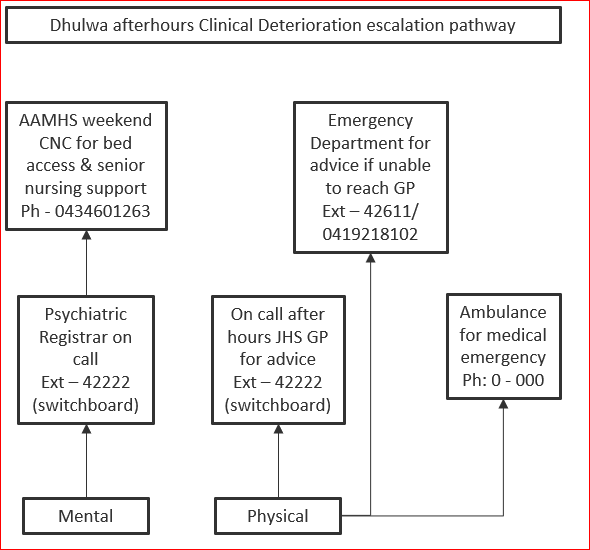 Dhulwa afterhours Clinical Deterioration escalation pathway
AAMHS weekend
CNC for bed
access & senior
nursing support
Ph - 0434601263
Emergency
Department for
advice if unable
to reach GP
Ext – 42611/
0419218102
Psychiatric
Registrar on
call
Ext – 42222
(switchboard)
On call after
hours JHS GP
for advice
Ext – 42222
(switchboard)
Ambulance
for medical
emergency
Ph: 0 - 000
Mental
Physical